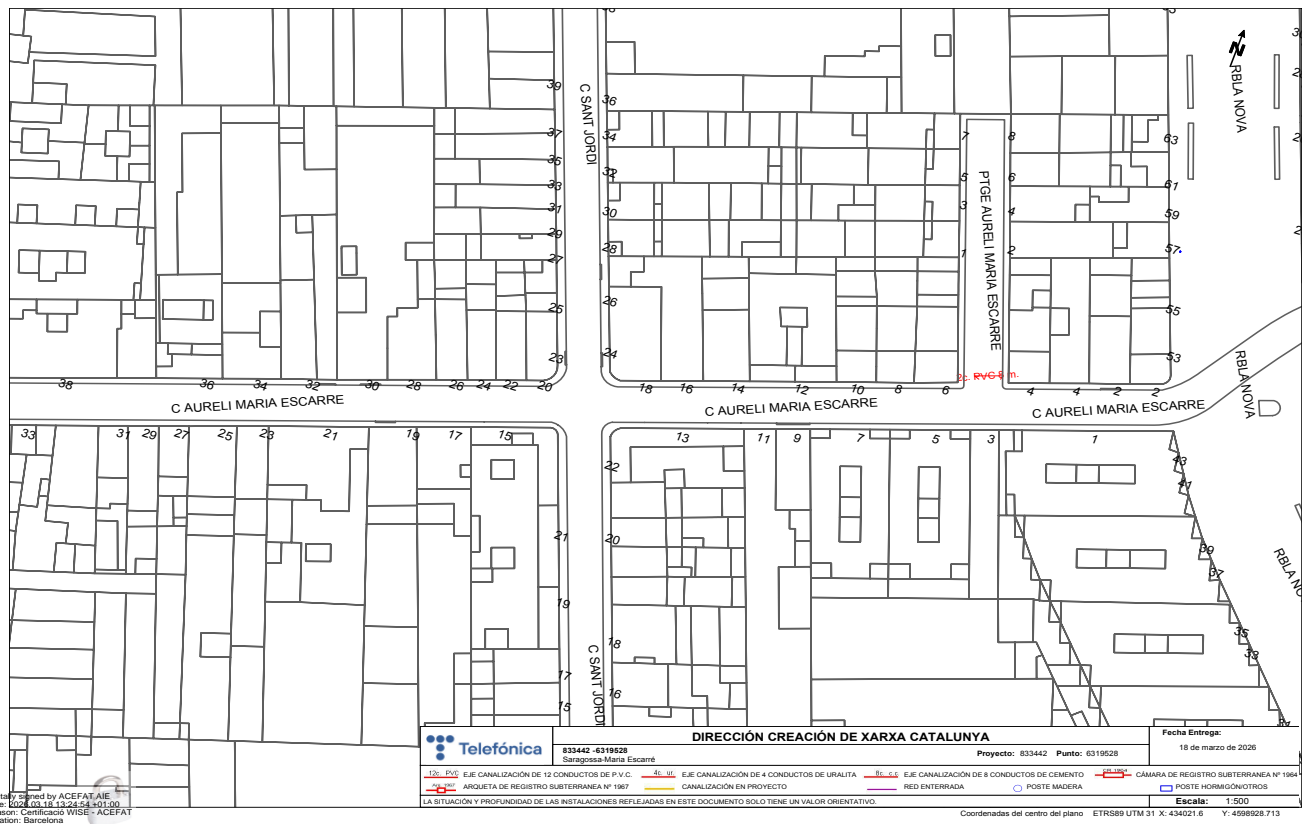 C SANT JORDI
RBLA NOVA
PTGE AURELI MARIA ESCARRE
39
37
35
33
31
29
27
25
23
36
34
32
30
28
26
24
7
5
3
1
8
6
4
2
63
61
59
57
55
53
38
36
34
32
30
28
26
24
22
20
18
16
14
12
10
8
6
4
4
2
2
C AURELI MARIA ESCARRE
C AURELI MARIA ESCARRE
C AURELI MARIA ESCARRE
RBLA NOVA
33
31
29
27
25
23
21
19
17
15
13
11
9
7
5
3
1
22
20
18
16
21
19
17
15
43
41
39
37
35
33
C SANT JORDI
Telefónica
DIRECCIÓN CREACIÓN DE XARXA CATALUNYA
833442 -6319528
Saragossa-Maria Escarré
Proyecto: 833442 Punto: 6319528
Fecha Entrega:
18 de marzo de 2026
12c. PVC EJE CANALIZACIÓN DE 12 CONDUCTOS DE P.V.C.
4c. ur EJE CANALIZACIÓN DE 4 CONDUCTOS DE URALITA
8c. c.c EJE CANALIZACIÓN DE 8 CONDUCTOS DE CEMENTO
CÁMARA DE REGISTRO SUBTERRANEA Nº 1964
ARQUETA DE REGISTRO SUBTERRANEA Nº 1967
CANALIZACIÓN EN PROYECTO
RED ENTERRADA
POSTE MADERA
POSTE HORMIGÓN/OTROS
LA SITUACIÓN Y PROFUNDIDAD DE LAS INSTALACIONES REFLEJADAS EN ESTE DOCUMENTO SOLO TIENE UN VALOR ORIENTATIVO.
Escala: 1:500
Coordenadas del centro del plano ETRS89 UTM 31 X: 434021.6 Y: 4598928.713
signed by ACEFAT.AIE
2026.03.18 13:24:54 +01:00
Certificació WISE - ACEFAT
Barcelona